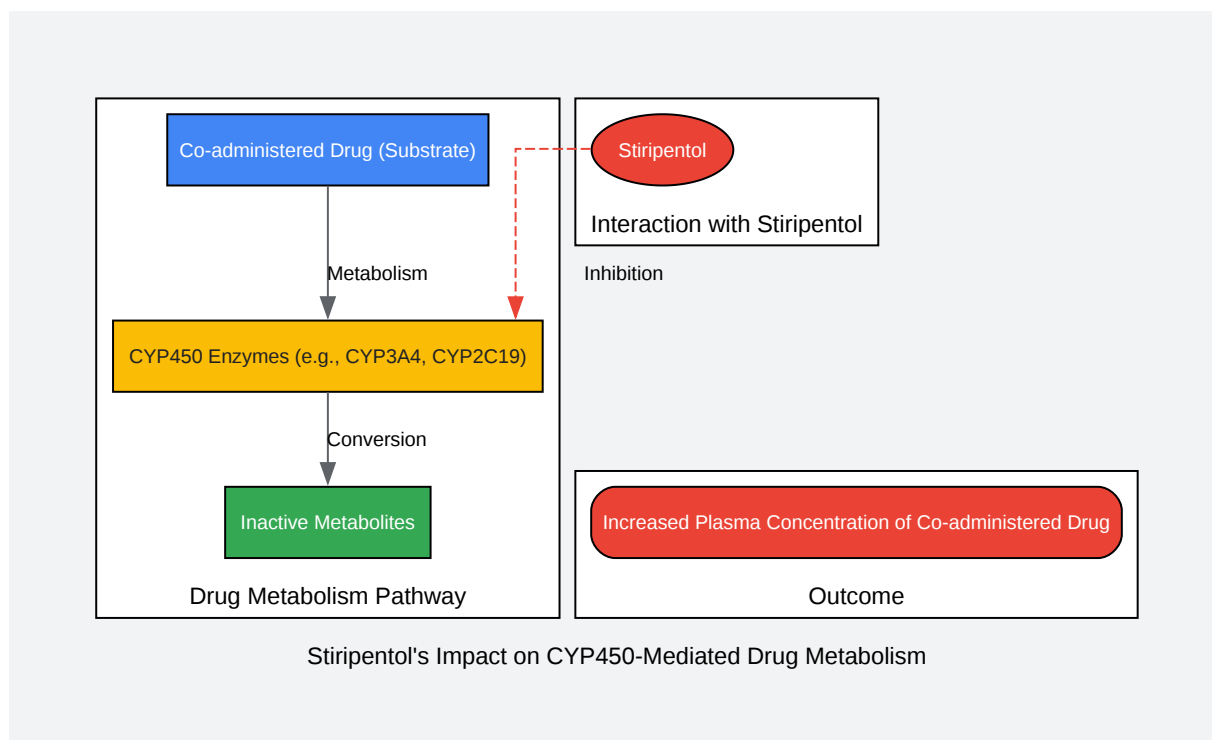 Co-administered Drug (Substrate)
Stiripentol
Interaction with Stiripentol
Metabolism
Inhibition
CYP450 Enzymes (e.g., CYP3A4, CYP2C19)
Conversion
Inactive Metabolites
Increased Plasma Concentration of Co-administered Drug
Drug Metabolism Pathway
Outcome
Stiripentol's Impact on CYP450-Mediated Drug Metabolism